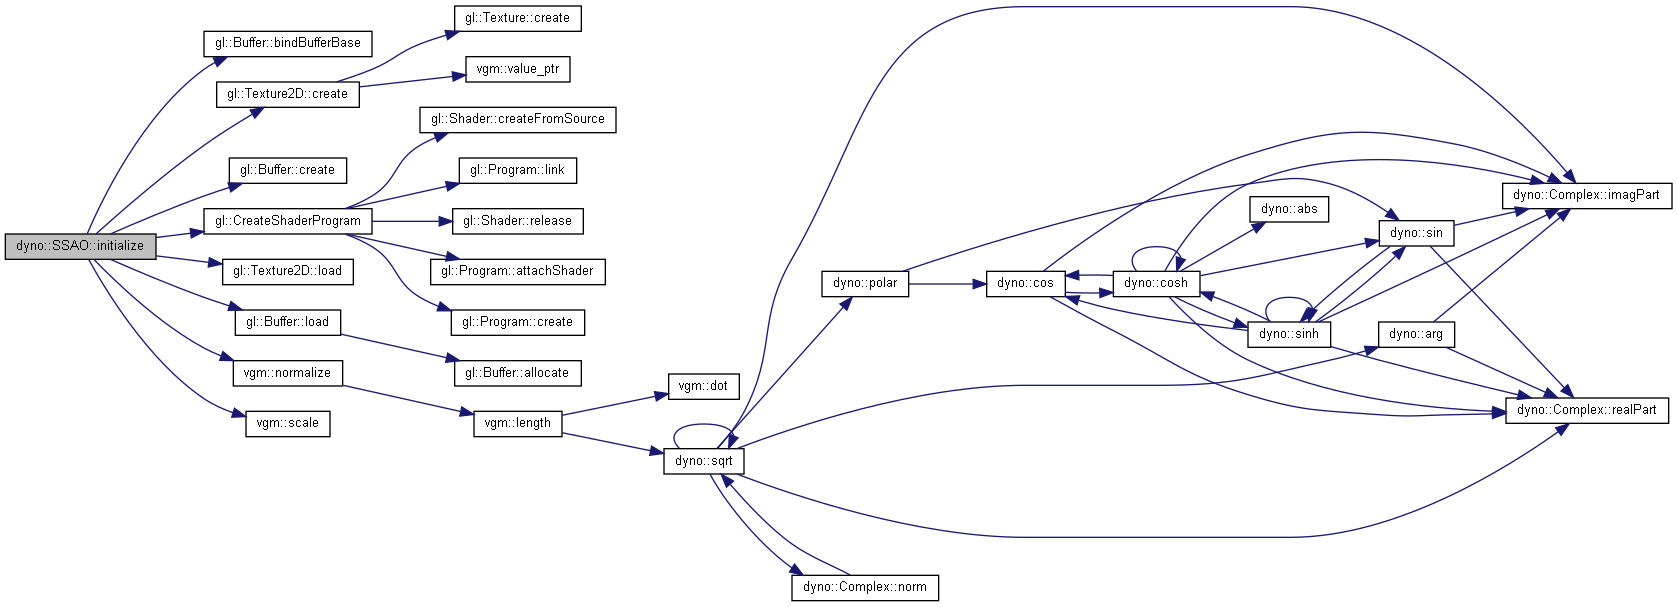 dyno::SSAO::initialize
gl::Buffer::bindBufferBase
gl::Texture2D::create
gl::Buffer::create
gl::CreateShaderProgram
gl::Texture2D::load
gl::Buffer::load
vgm::normalize
vgm::scale
gl::Texture::create
vgm::value_ptr
gl::Shader::createFromSource
gl::Program::link
gl::Shader::release
gl::Program::attachShader
gl::Program::create
gl::Buffer::allocate
vgm::length
vgm::dot
dyno::sqrt
dyno::polar
dyno::Complex::norm
dyno::cos
dyno::cosh
dyno::abs
dyno::sinh
dyno::sin
dyno::arg
dyno::Complex::imagPart
dyno::Complex::realPart